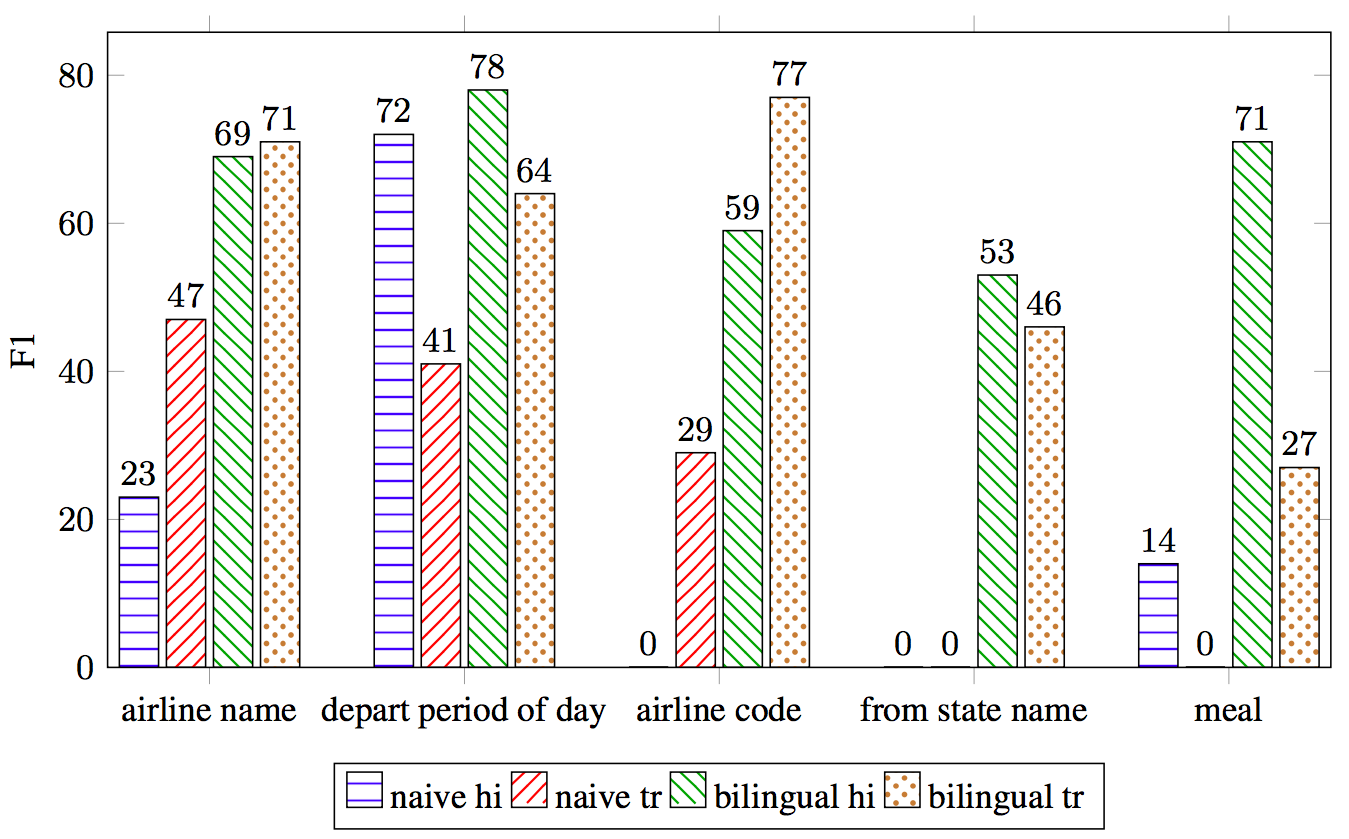 F1
80
60
40
20
0
23
47
69
71
72
41
78
64
0
29
59
77
0
0
53
46
14
0
71
27
airline name
depart period of day
airline code
from state name
meal
naive hi
naive tr
bilingual hi
bilingual tr